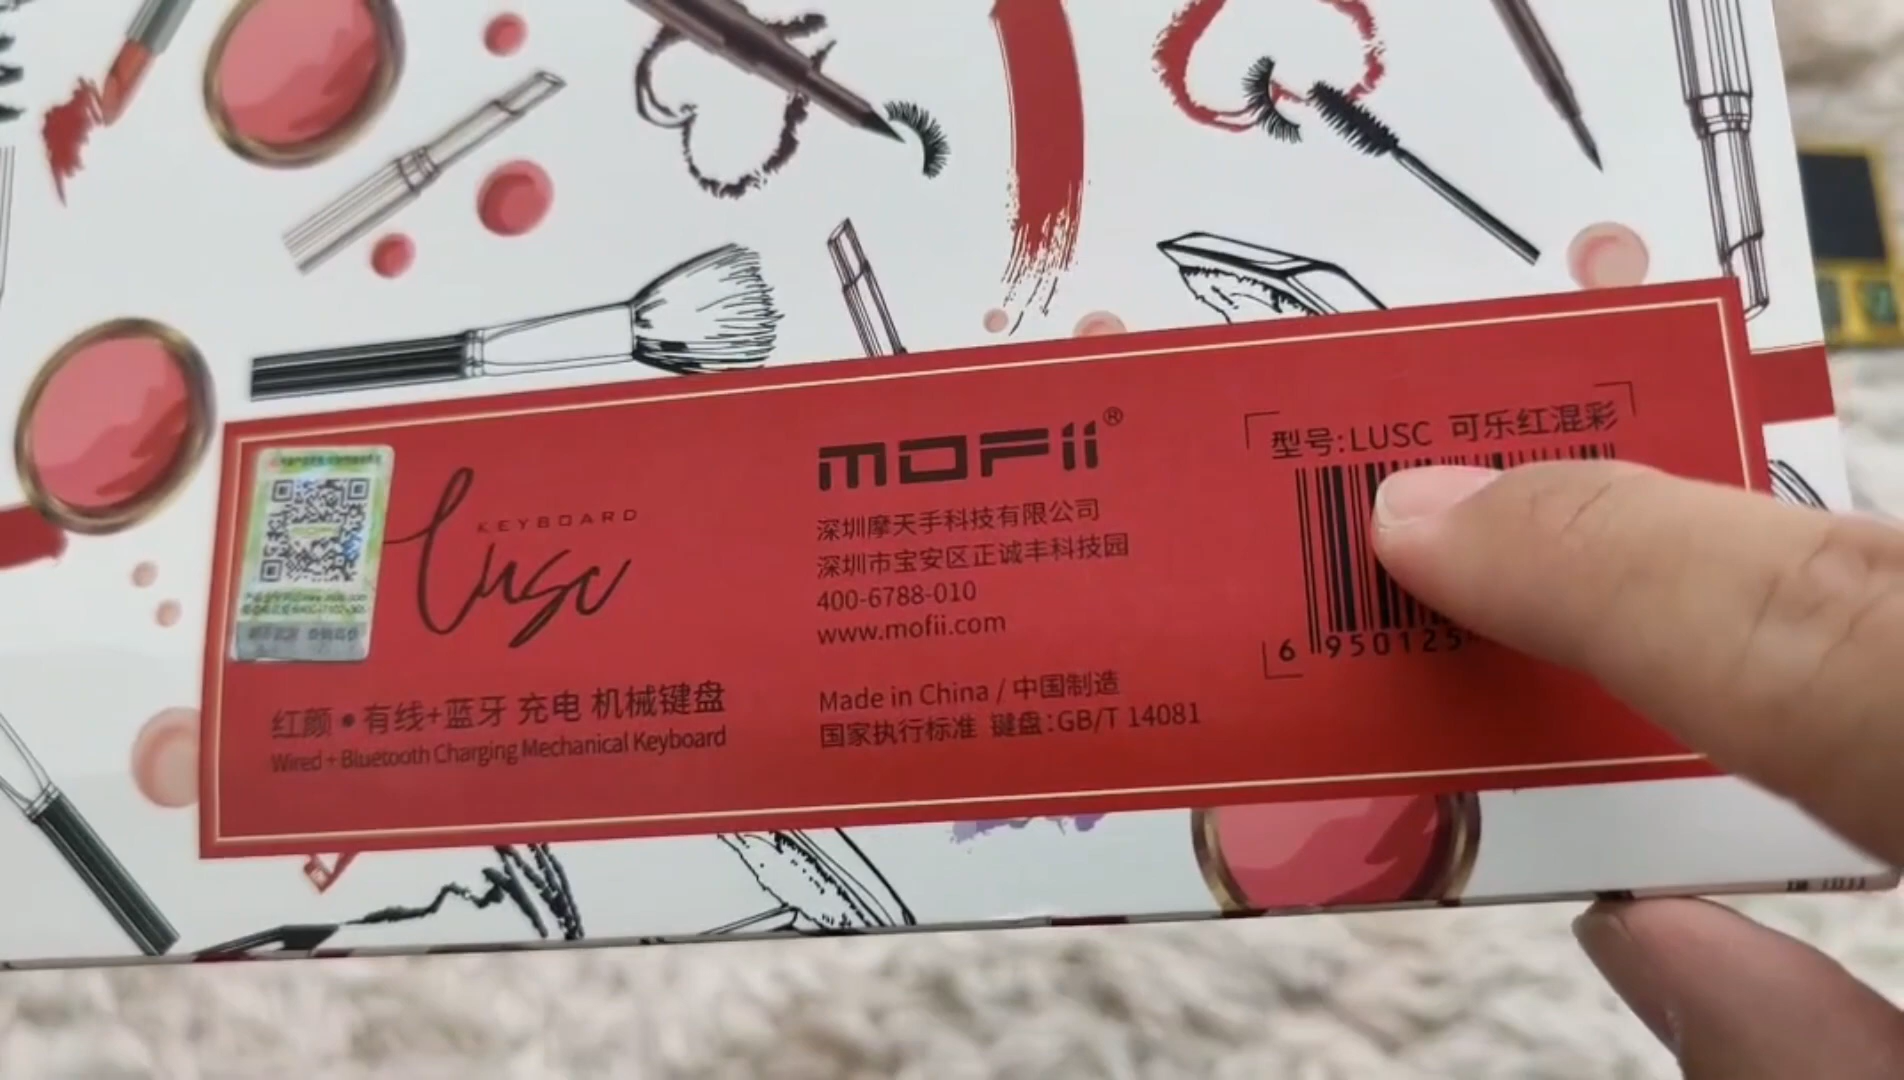 KEYBOARD
Lusc
红颜•有线+蓝牙 充电 机械键盘
Wired + Bluetooth Charging Mechanical Keyboard
mofii®
深圳摩天手科技有限公司
深圳市宝安区正诚丰科技园
400-6788-010
www.mofii.com
Made in China / 中国制造
国家执行标准 键盘:GB/T 14081
型号:LUSC 可乐红混彩
6 950125